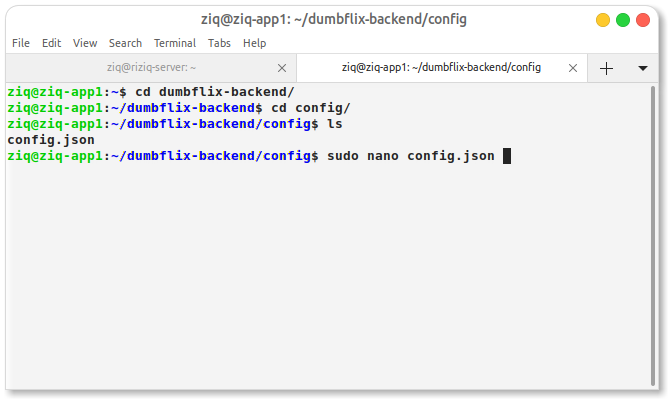 ziq@ziq-app1: ~/dumbflix-backend/config
File Edit View Search Terminal Tabs Help
ziq@riziq-server: ~
ziq@ziq-app1: ~/dumbflix-backend/config
ziq@ziq-app1:~$ cd dumbflix-backend/
ziq@ziq-app1:~/dumbflix-backend$ cd config/
ziq@ziq-app1:~/dumbflix-backend/config$ ls
config.json
ziq@ziq-app1:~/dumbflix-backend/config$ sudo nano config.json